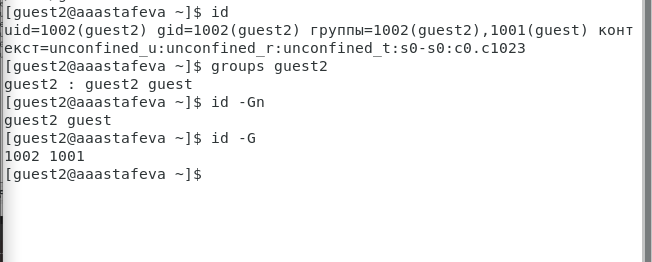 [guest2@aaastafeva ~]$ id
uid=1002(guest2) gid=1002(guest2) группы=1002(guest2),1001(guest) конт
екст=unconfined_u:unconfined_r:unconfined_t:s0-s0:c0.c1023
[guest2@aaastafeva ~]$ groups guest2
guest2 : guest2 guest
[guest2@aaastafeva ~]$ id -Gn
guest2 guest
[guest2@aaastafeva ~]$ id -G
1002 1001
[guest2@aaastafeva ~]$